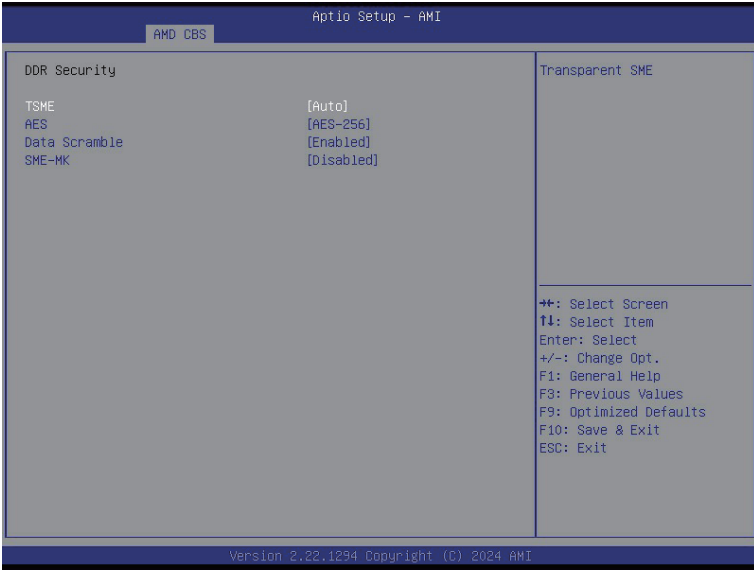 Aptio Setup – AMI
AMD CBS
DDR Security
TSME [Auto]
AES [AES-256]
Data Scramble [Enabled]
SME-MK [Disabled]
Transparent SME
→←: Select Screen
↑↓: Select Item
Enter: Select
+/-: Change Opt.
F1: General Help
F3: Previous Values
F9: Optimized Defaults
F10: Save & Exit
ESC: Exit
Version 2.22.1294 Copyright (C) 2024 AMI